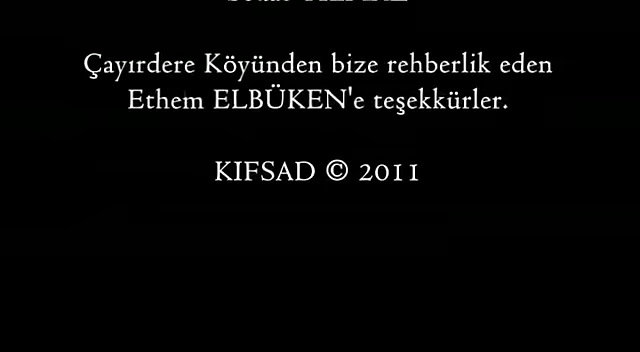 Çayırdere Köyünden bize rehberlik eden
Ethem ELBÜKEN'e teşekkürler.
KIFSAD © 2011